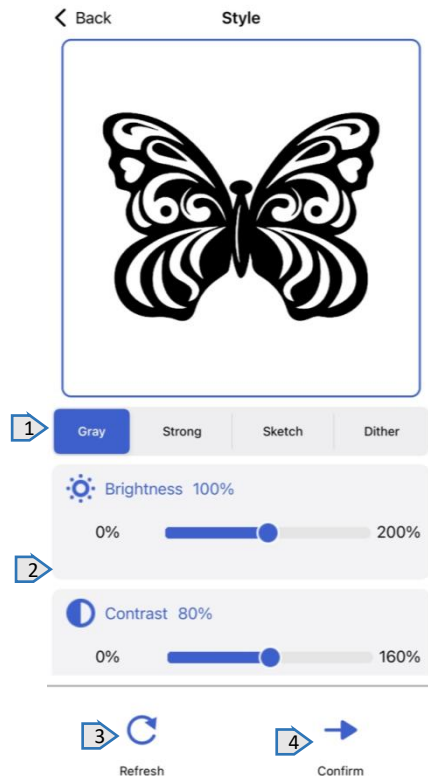 Back Style
1 Gray Strong Sketch Dither
Brightness 100%
0% 200%
2
Contrast 80%
0% 160%
3 4
Refresh Confirm